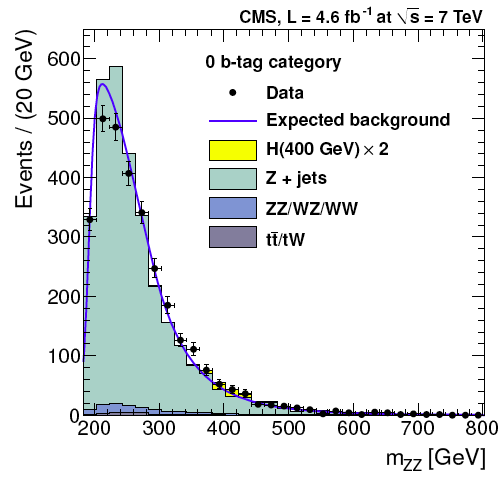 CMS, L = 4.6 fb⁻¹ at √s = 7 TeV
Events / (20 GeV)
600
500
400
300
200
100
0
0 b-tag category
Data
Expected background
H(400 GeV) × 2
Z + jets
ZZ/WZ/WW
tt̄/tW
200 300 400 500 600 700 800
m_ZZ [GeV]